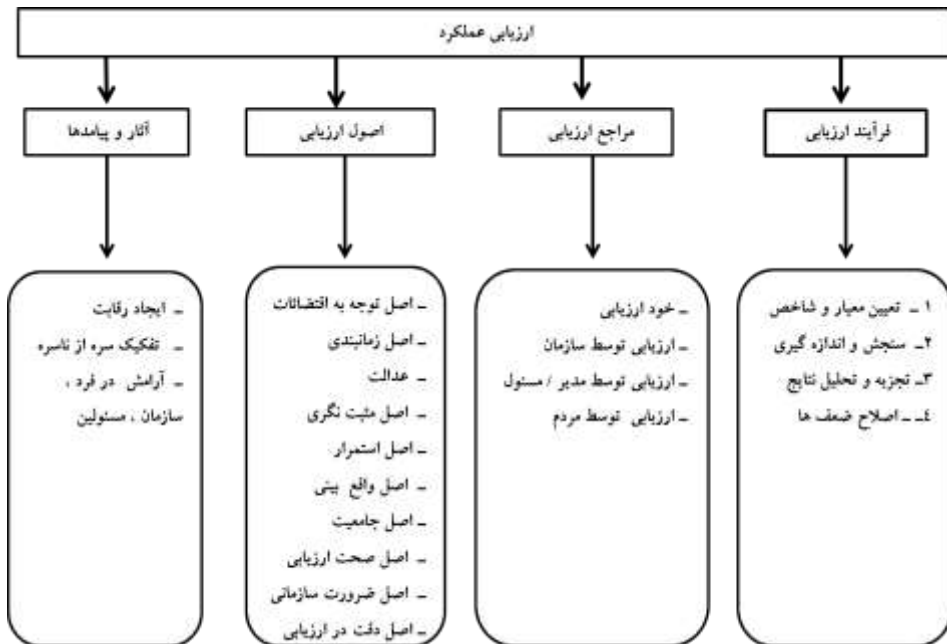 ارزیابی عملکرد
فرآیند ارزیابی
مراجع ارزیابی
اصول ارزیابی
آثار و پیامدها
۱ – تعیین معیار و شاخص
۲– سنجش و اندازه گیری
۳– تجزیه و تحلیل نتایج
٤– – اصلاح ضعف ها
– خود ارزیابی
– ارزیابی توسط سازمان
– ارزیابی توسط مدیر / مسئول
– ارزیابی توسط مردم
– اصل توجه به اقتضائات
– اصل زمانبندی
– عدالت
– اصل مثبت نگری
– اصل استمرار
– اصل واقع بینی
– اصل جامعیت
– اصل صحت ارزیابی
– اصل ضرورت سازمانی
– اصل دقت در ارزیابی
– ایجاد رقابت
– تفکیک سره از ناسره
– آرامش در فرد ،
سازمان ، مسئولین